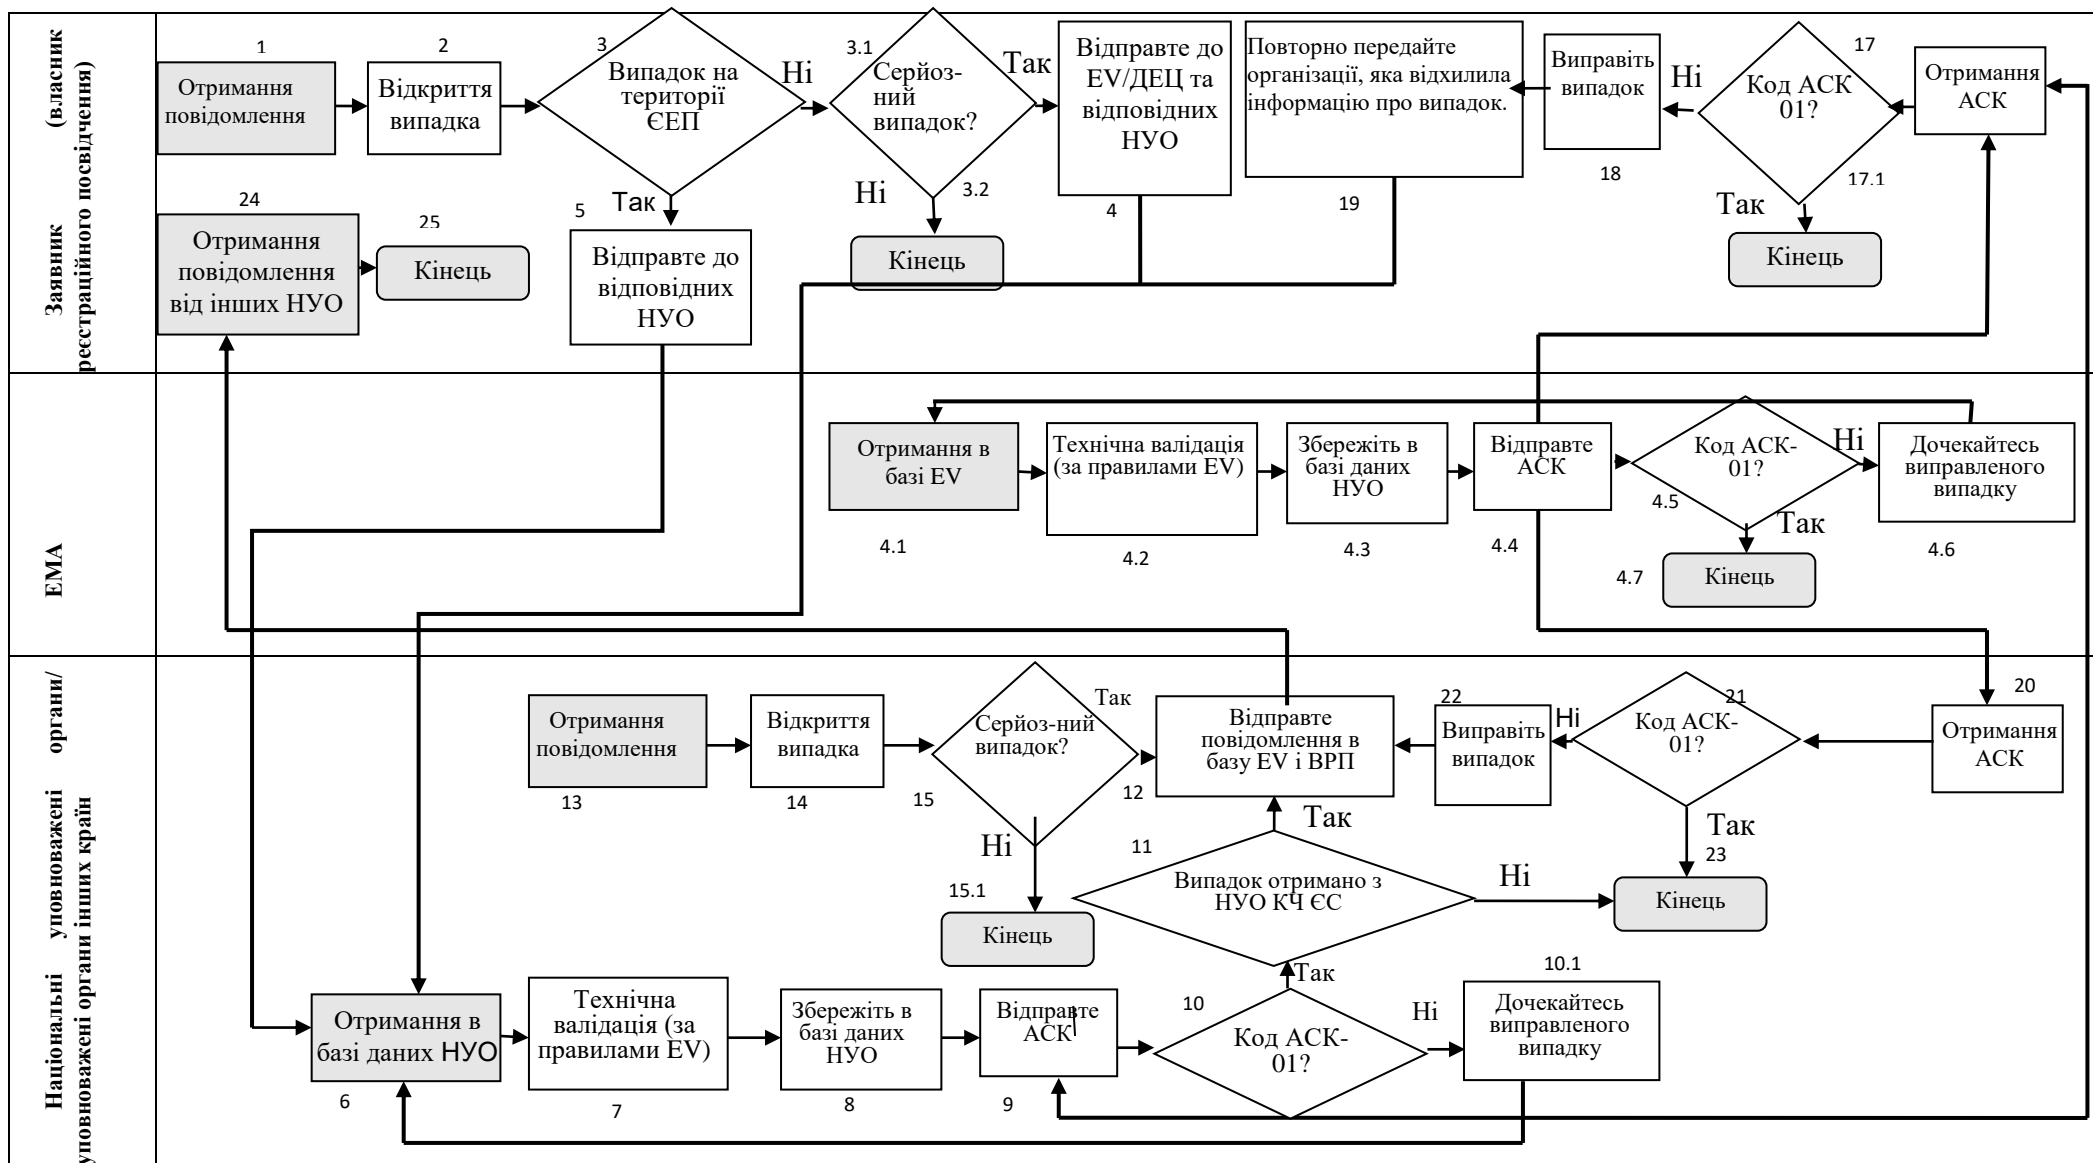 Заявник (власник
реєстраційного посвідчення)
1
Отримання
повідомлення
2
Відкриття
випадка
3
Випадок на
території
ЄЕП
Ні
Так
3.1
Серйоз-
ний
випадок?
Так
Ні
3.2
Кінець
Відправте до
EV/ДЕЦ та
відповідних
НУО
4
Повторно передайте
організації, яка відхилила
інформацію про випадок.
19
Виправіть
випадок
18
Ні
17
Код АСК
01?
17.1
Так
Кінець
Отримання
АСК
24
Отримання
повідомлення
від інших НУО
25
Кінець
5
Відправте до
відповідних
НУО
ЕМА
Отримання в
базі EV
4.1
Технічна валідація
(за правилами EV)
4.2
Збережіть в
базі даних
НУО
4.3
Відправте
АСК
4.4
Код АСК-
01?
4.5
Ні
Так
Дочекайтесь
виправленого
випадку
4.6
4.7
Кінець
Національні уповноважені органи/
уповноважені органи інших країн
Отримання
повідомлення
13
Відкриття
випадка
14
Серйоз-ний
випадок?
15
Так
Ні
15.1
Кінець
12
Відправте
повідомлення в
базу EV і ВРП
22
Виправіть
випадок
Ні
21
Код АСК-
01?
Так
23
Кінець
20
Отримання
АСК
11
Випадок отримано з
НУО КЧ ЄС
Так
Ні
Отримання в
базі даних НУО
6
Технічна
валідація (за
правилами EV)
7
Збережіть в
базі даних
НУО
8
Відправте
АСК
9
10
Код АСК-
01?
Так
Ні
10.1
Дочекайтесь
виправленого
випадку